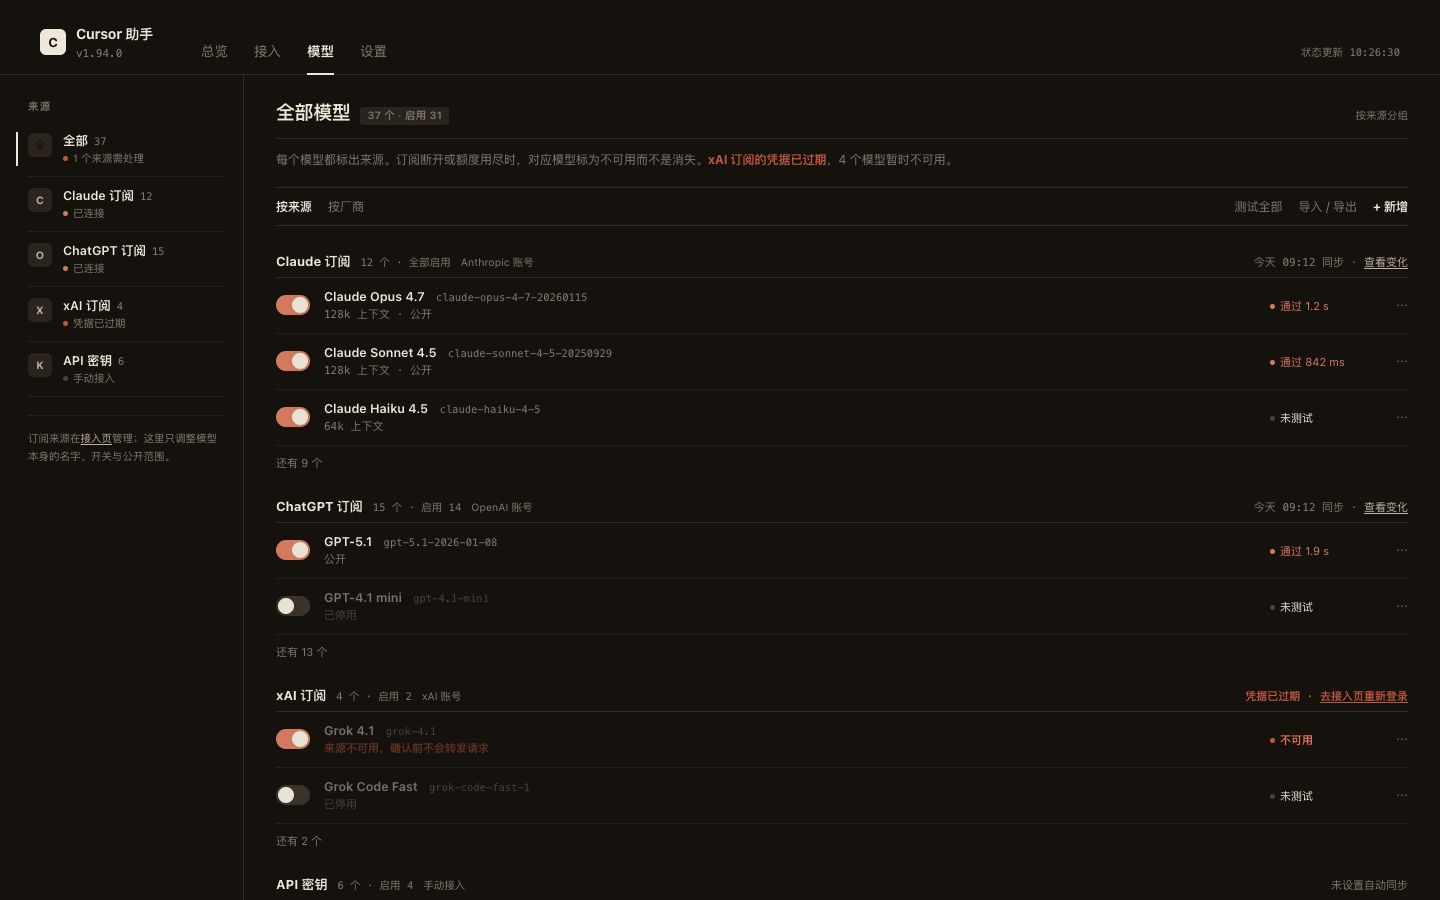 C
Cursor 助手
v1.94.0
总览 接入 模型 设置
状态更新 10:26:30
来源
全 全部 37
1 个来源需处理
C Claude 订阅 12
已连接
O ChatGPT 订阅 15
已连接
X xAI 订阅 4
凭据已过期
K API 密钥 6
手动接入
订阅来源在接入页管理；这里只调整模型
本身的名字、开关与公开范围。
全部模型 37 个 · 启用 31
按来源分组
每个模型都标出来源。订阅断开或额度用尽时，对应模型标为不可用而不是消失。xAI 订阅的凭据已过期，4 个模型暂时不可用。
按来源 按厂商
测试全部 导入 / 导出 + 新增
Claude 订阅 12 个 · 全部启用 Anthropic 账号
今天 09:12 同步 · 查看变化
Claude Opus 4.7 claude-opus-4-7-20260115
128k 上下文 · 公开
通过 1.2 s ···
Claude Sonnet 4.5 claude-sonnet-4-5-20250929
128k 上下文 · 公开
通过 842 ms ···
Claude Haiku 4.5 claude-haiku-4-5
64k 上下文
未测试 ···
还有 9 个
ChatGPT 订阅 15 个 · 启用 14 OpenAI 账号
今天 09:12 同步 · 查看变化
GPT-5.1 gpt-5.1-2026-01-08
公开
通过 1.9 s ···
GPT-4.1 mini gpt-4.1-mini
已停用
未测试 ···
还有 13 个
xAI 订阅 4 个 · 启用 2 xAI 账号
凭据已过期 · 去接入页重新登录
Grok 4.1 grok-4.1
来源不可用，确认前不会转发请求
不可用 ···
Grok Code Fast grok-code-fast-1
已停用
未测试 ···
还有 2 个
API 密钥 6 个 · 启用 4 手动接入
未设置自动同步